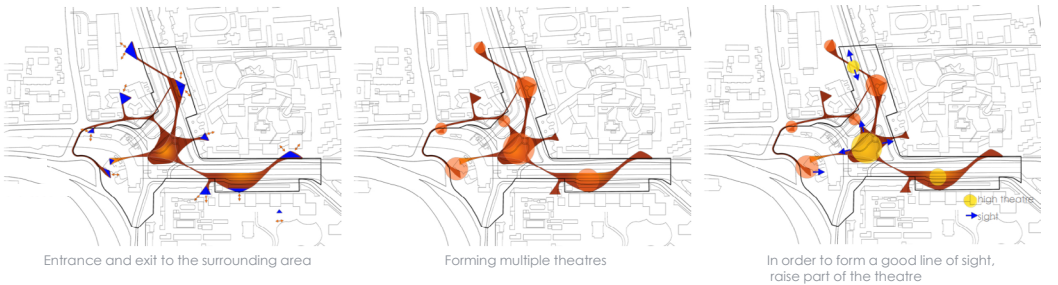 high theatre
sight
Entrance and exit to the surrounding area
Forming multiple theatres
In order to form a good line of sight,
raise part of the theatre